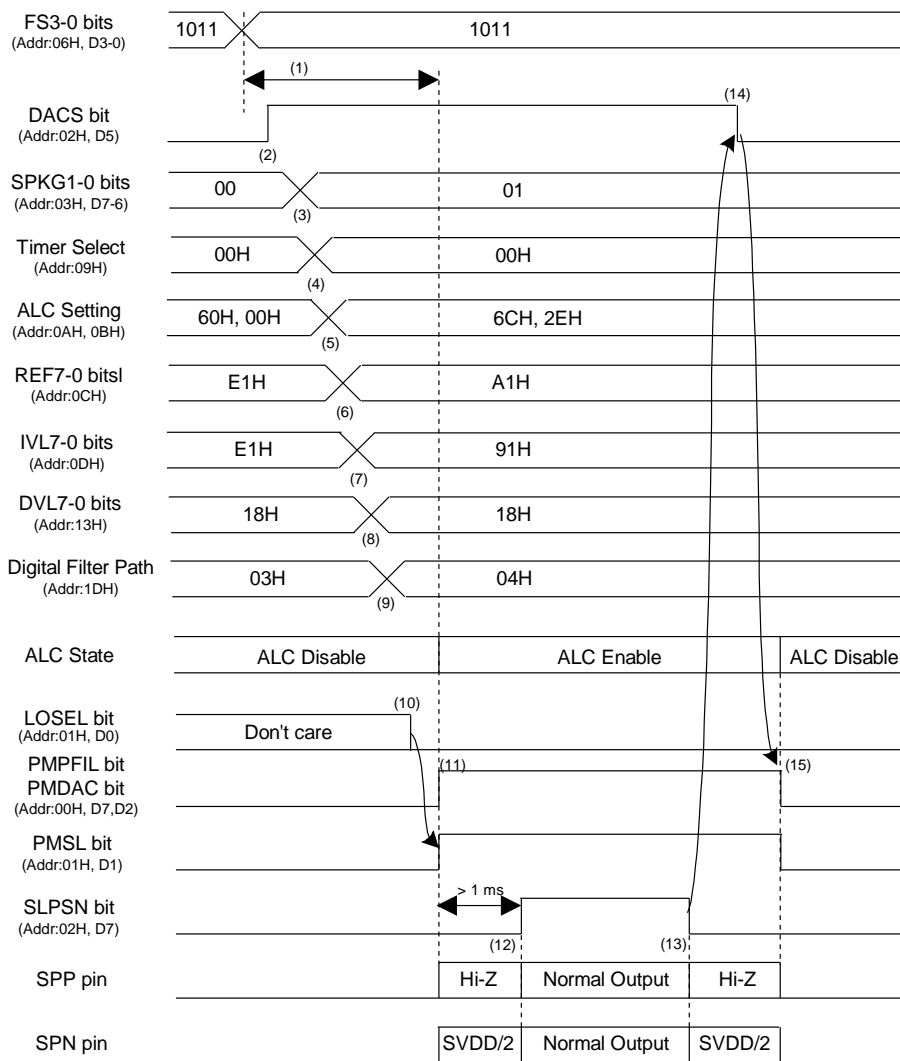 FS3-0 bits
(Addr:06H, D3-0)
1011
1011
(1)
DACS bit
(Addr:02H, D5)
(2)
(14)
SPKG1-0 bits
(Addr:03H, D7-6)
00
01
(3)
Timer Select
(Addr:09H)
00H
00H
(4)
ALC Setting
(Addr:0AH, 0BH)
60H, 00H
6CH, 2EH
(5)
REF7-0 bitsl
(Addr:0CH)
E1H
A1H
(6)
IVL7-0 bits
(Addr:0DH)
E1H
91H
(7)
DVL7-0 bits
(Addr:13H)
18H
18H
(8)
Digital Filter Path
(Addr:1DH)
03H
04H
(9)
ALC State
ALC Disable
ALC Enable
ALC Disable
LOSEL bit
(Addr:01H, D0)
Don't care
(10)
PMPFIL bit
PMDAC bit
(Addr:00H, D7,D2)
(11)
(15)
PMSL bit
(Addr:01H, D1)
SLPSN bit
(Addr:02H, D7)
> 1 ms
(12)
(13)
SPP pin
Hi-Z
Normal Output
Hi-Z
SPN pin
SVDD/2
Normal Output
SVDD/2